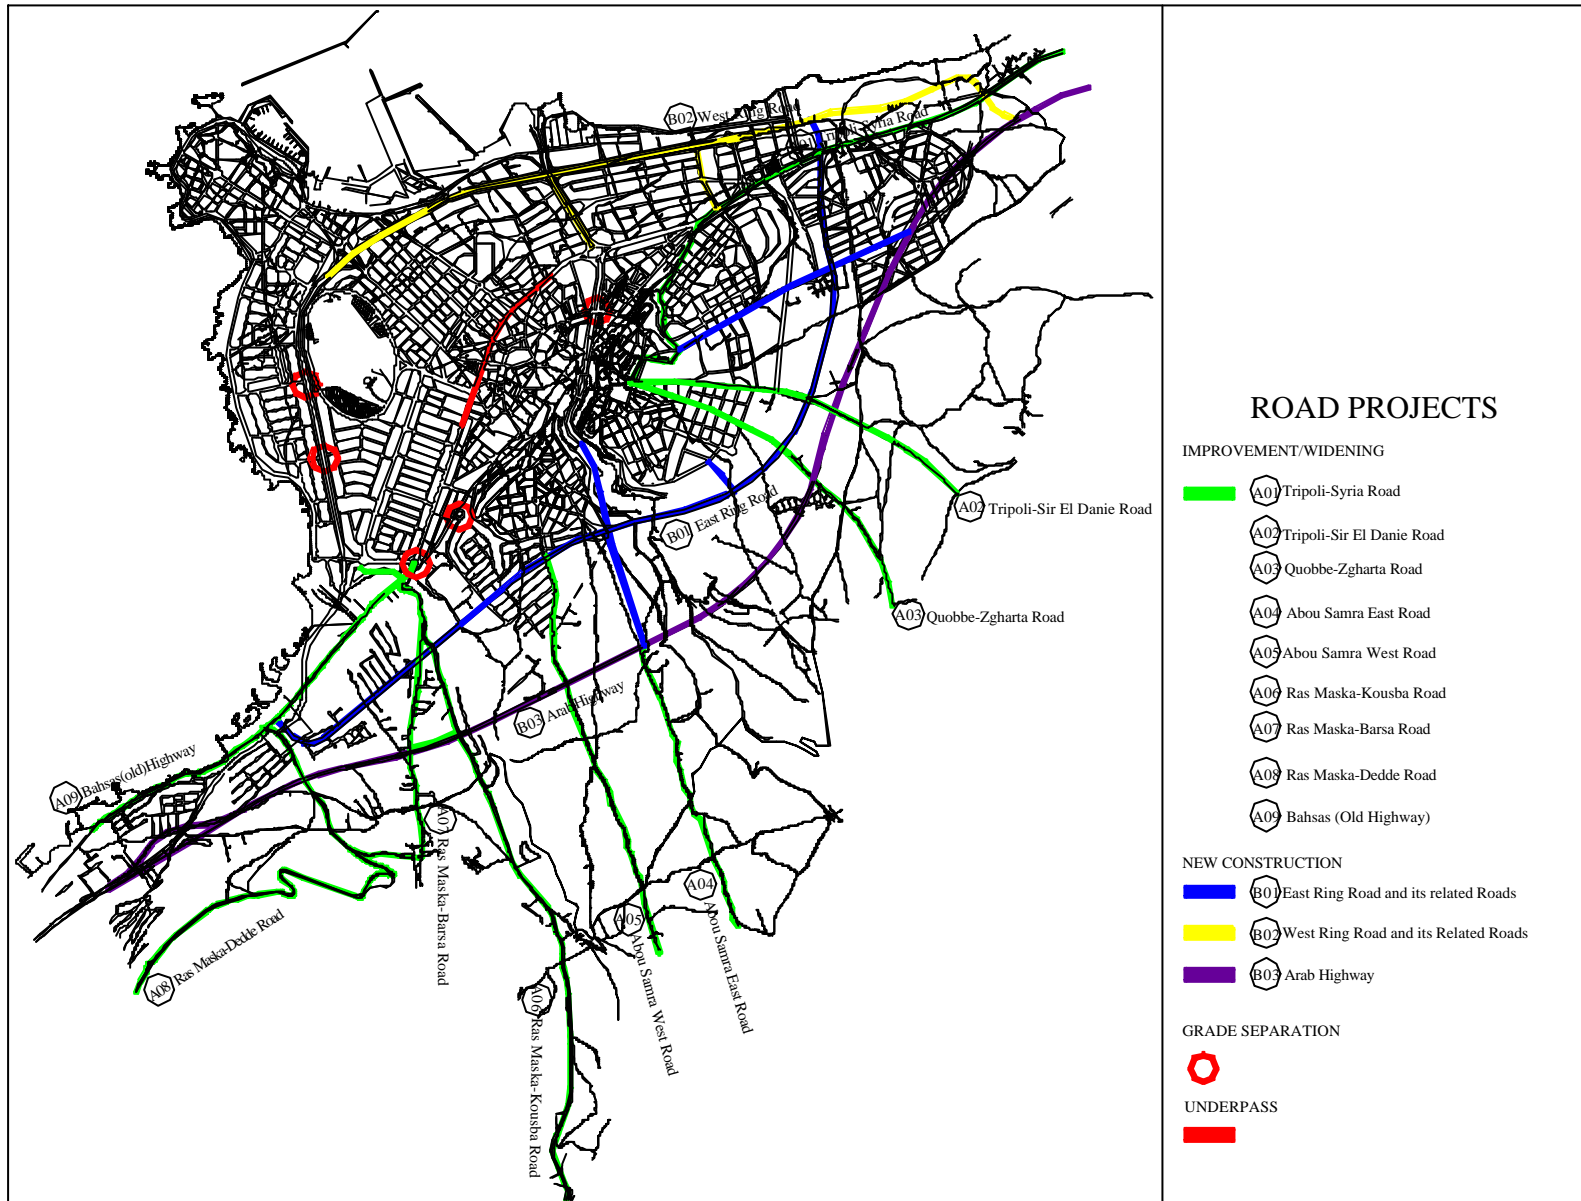 B02 West Ring Road
A01 Tripoli-Syria Road
A02 Tripoli-Sir El Danie Road
B01 East Ring Road
A03 Quobbe-Zgharta Road
B03 Arab Highway
A09 Bahsas(old)Highway
A07 Ras Maska-Barsa Road
A04 Abou Samra East Road
A05 Abou Samra West Road
A08 Ras Maska-Dedde Road
A06 Ras Maska-Kousba Road
ROAD PROJECTS
IMPROVEMENT/WIDENING
A01 Tripoli-Syria Road
A02 Tripoli-Sir El Danie Road
A03 Quobbe-Zgharta Road
A04 Abou Samra East Road
A05 Abou Samra West Road
A06 Ras Maska-Kousba Road
A07 Ras Maska-Barsa Road
A08 Ras Maska-Dedde Road
A09 Bahsas (Old Highway)
NEW CONSTRUCTION
B01 East Ring Road and its related Roads
B02 West Ring Road and its Related Roads
B03 Arab Highway
GRADE SEPARATION
UNDERPASS